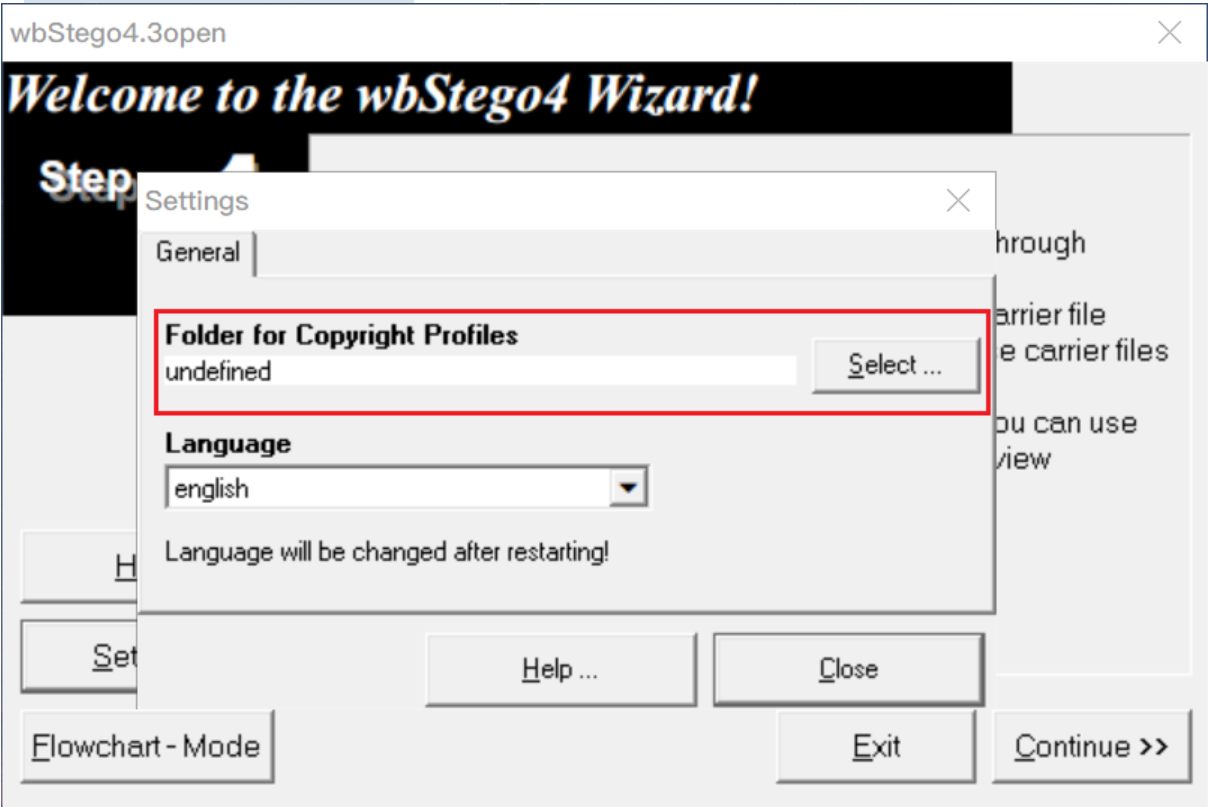 wbStego4.3open
Welcome to the wbStego4 Wizard!
Step
Settings
General
hrough
Folder for Copyright Profiles
undefined
Select ...
arrier file
e carrier files
ou can use
view
Language
english
Language will be changed after restarting!
H
Set
Help ...
Close
Flowchart - Mode
Exit
Continue >>